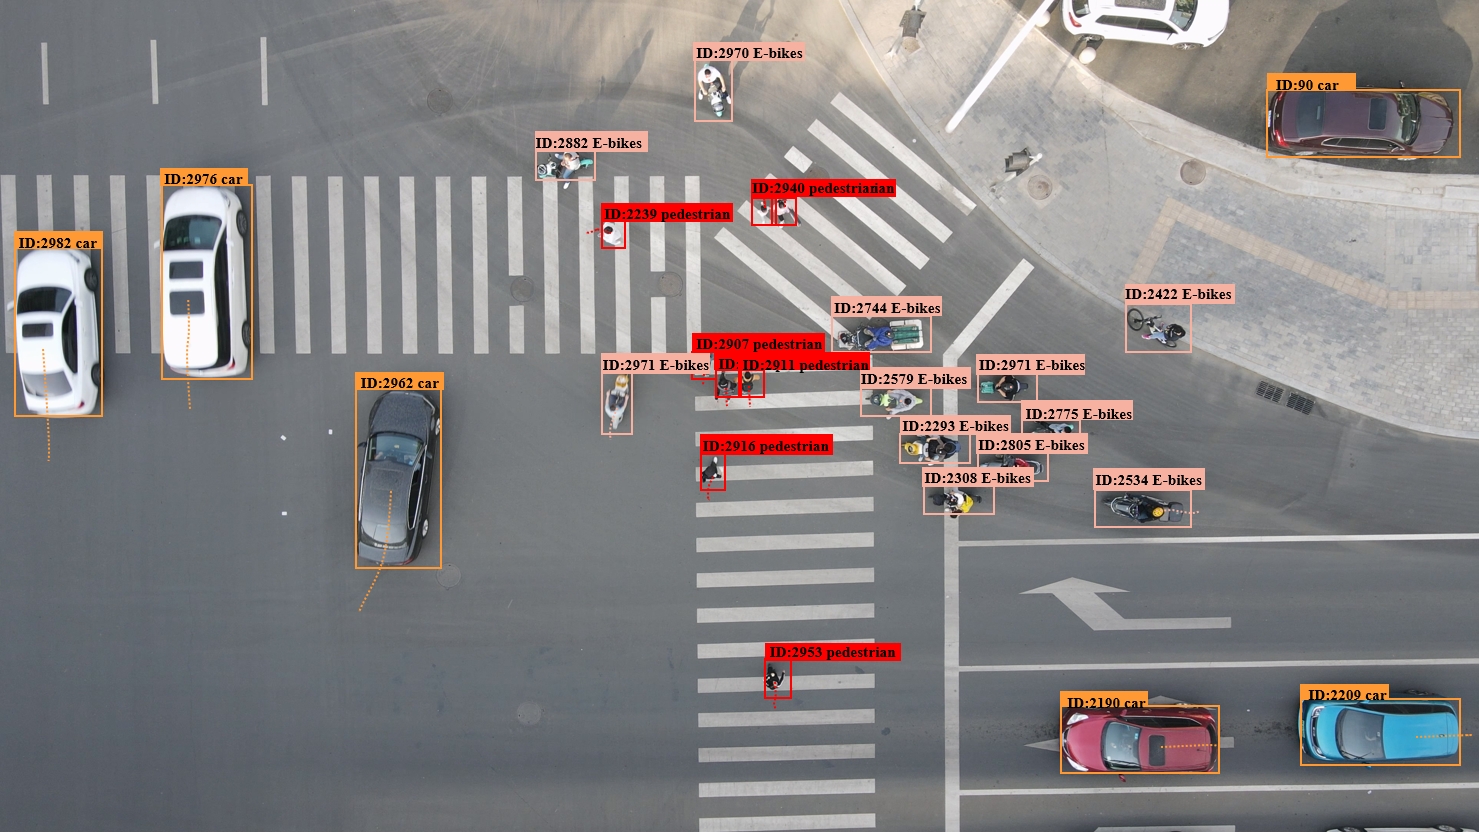 ID:2970 E-bikes
ID:90 car
ID:2882 E-bikes
ID:2976 car
ID:2940 pedestrian
ID:2239 pedestrian
ID:2982 car
ID:2422 E-bikes
ID:2744 E-bikes
ID:2907 pedestrian
ID:2971 E-bikes
ID:
ID:2911 pedestrian
ID:2971 E-bikes
ID:2962 car
ID:2579 E-bikes
ID:2775 E-bikes
ID:2293 E-bikes
ID:2916 pedestrian
ID:2805 E-bikes
ID:2308 E-bikes
ID:2534 E-bikes
ID:2953 pedestrian
ID:2190 car
ID:2209 car